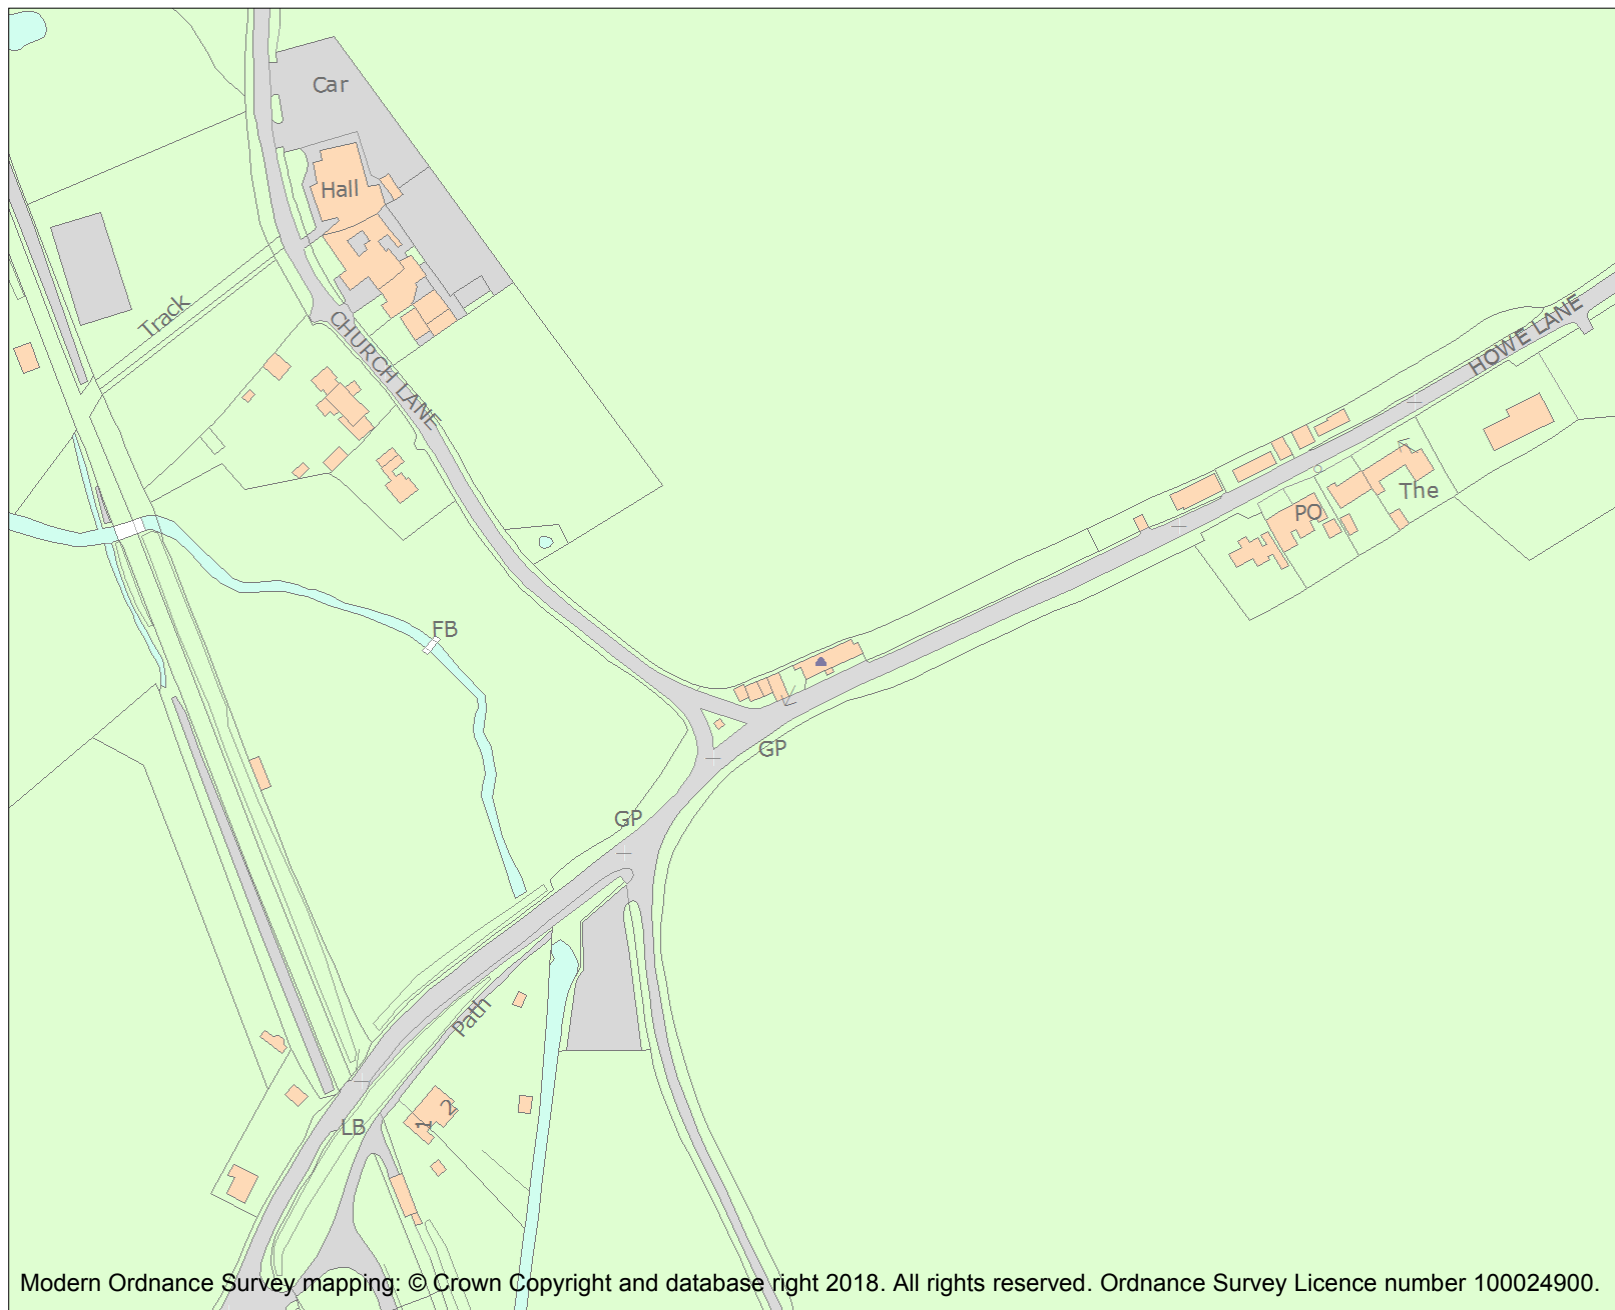 Car
Hall
Track
CHURCH LANE
HOWE LANE
The
PO
FB
GP
GP
Path
2
1
LB
Modern Ordnance Survey mapping: © Crown Copyright and database right 2018. All rights reserved. Ordnance Survey Licence number 100024900.